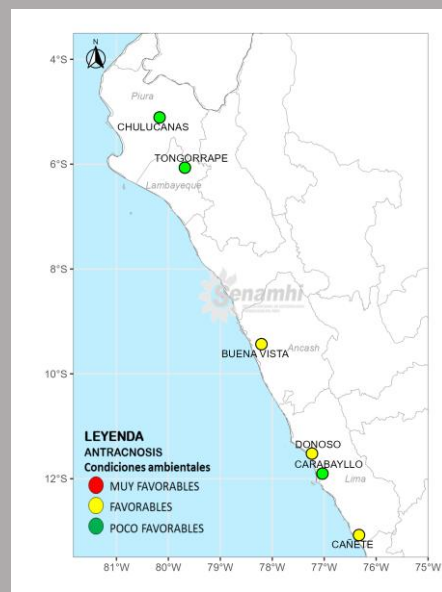 N
4°S
Piura
CHULUCANAS
TONGORRAPE
6°S
Lambayeque
8°S
Senamhi
BUENA VISTA
Ancash
10°S
DONOSO
LEYENDA
CARABAYLLO
ANTRACNOSIS
Condiciones ambientales
Lima
12°S
MUY FAVORABLES
FAVORABLES
POCO FAVORABLES
CAÑETE
81°W 80°W 79°W 78°W 77°W 76°W 75°W